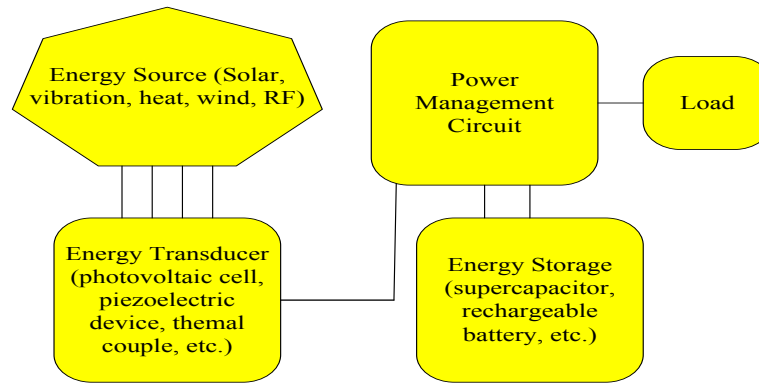 Energy Source (Solar,
vibration, heat, wind, RF)
Power
Management
Circuit
Load
Energy Transducer
(photovoltaic cell,
piezoelectric
device, themal
couple, etc.)
Energy Storage
(supercapacitor,
rechargeable
battery, etc.)